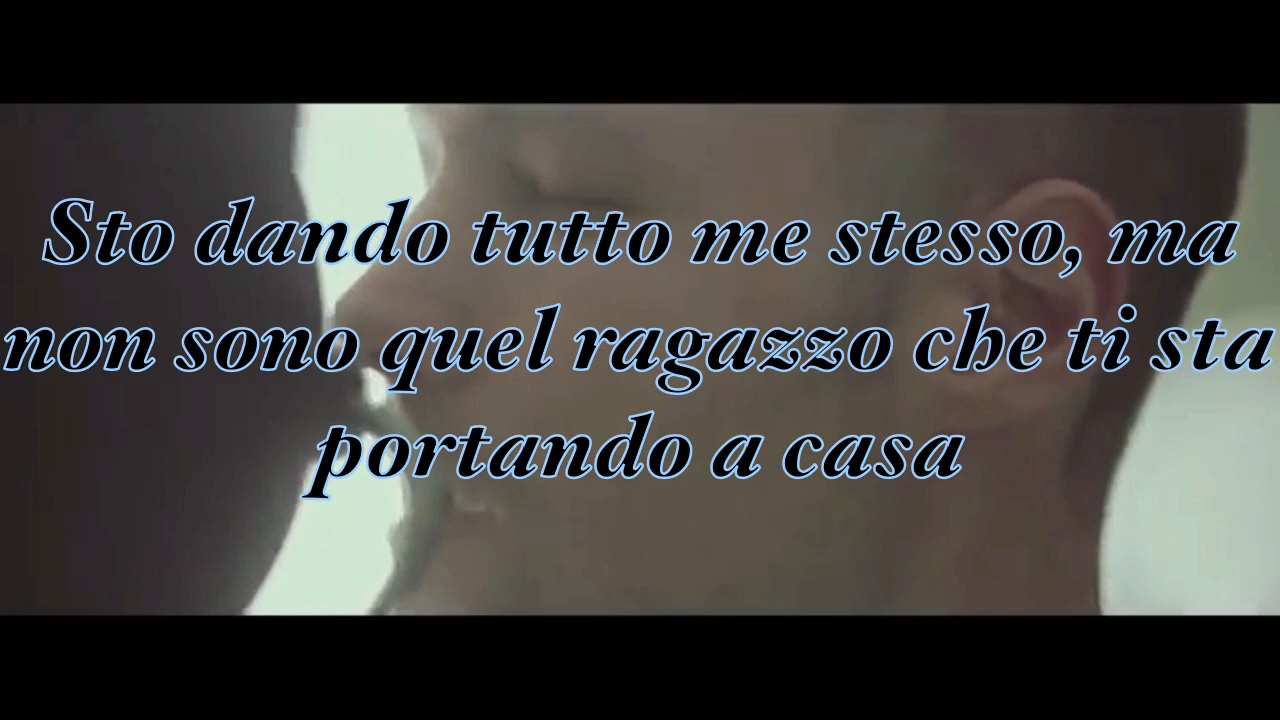 Sto dando tutto me stesso, ma
non sono quel ragazzo che ti sta
portando a casa